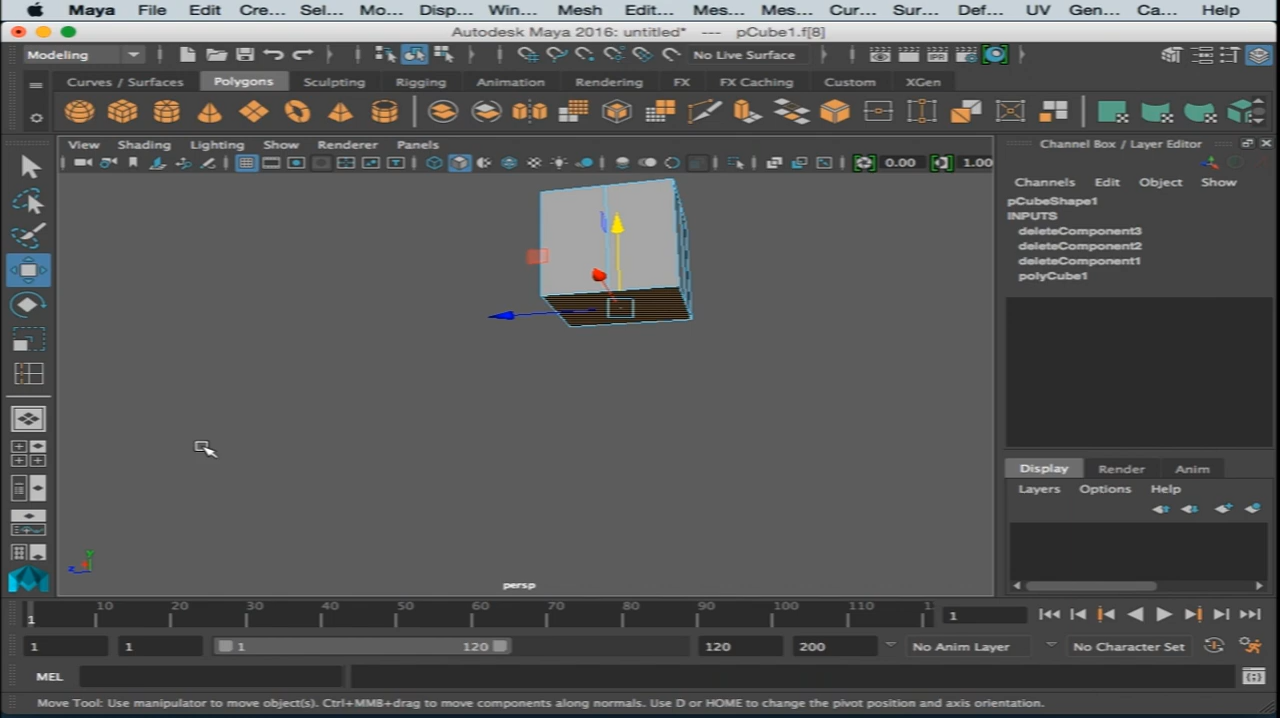 Maya File Edit Cre... Sel... Mo... Disp... Win... Mesh Edit... Mes... Mes... Cur... Sur... Def... UV Gen... Ca... Help
Autodesk Maya 2016: untitled* --- pCube1.f[8]
Modeling No Live Surface
Curves / Surfaces Polygons Sculpting Rigging Animation Rendering FX FX Caching Custom XGen
View Shading Lighting Show Renderer Panels
0.00 1.00
Channel Box / Layer Editor
Channels Edit Object Show
pCubeShape1
INPUTS
deleteComponent3
deleteComponent2
deleteComponent1
polyCube1
Display Render Anim
Layers Options Help
y
z
persp
1 10 20 30 40 50 60 70 80 90 100 110 1
1
1 1 1 120 120 200 No Anim Layer No Character Set
MEL
Move Tool: Use manipulator to move object(s). Ctrl+MMB+drag to move components along normals. Use D or HOME to change the pivot position and axis orientation.